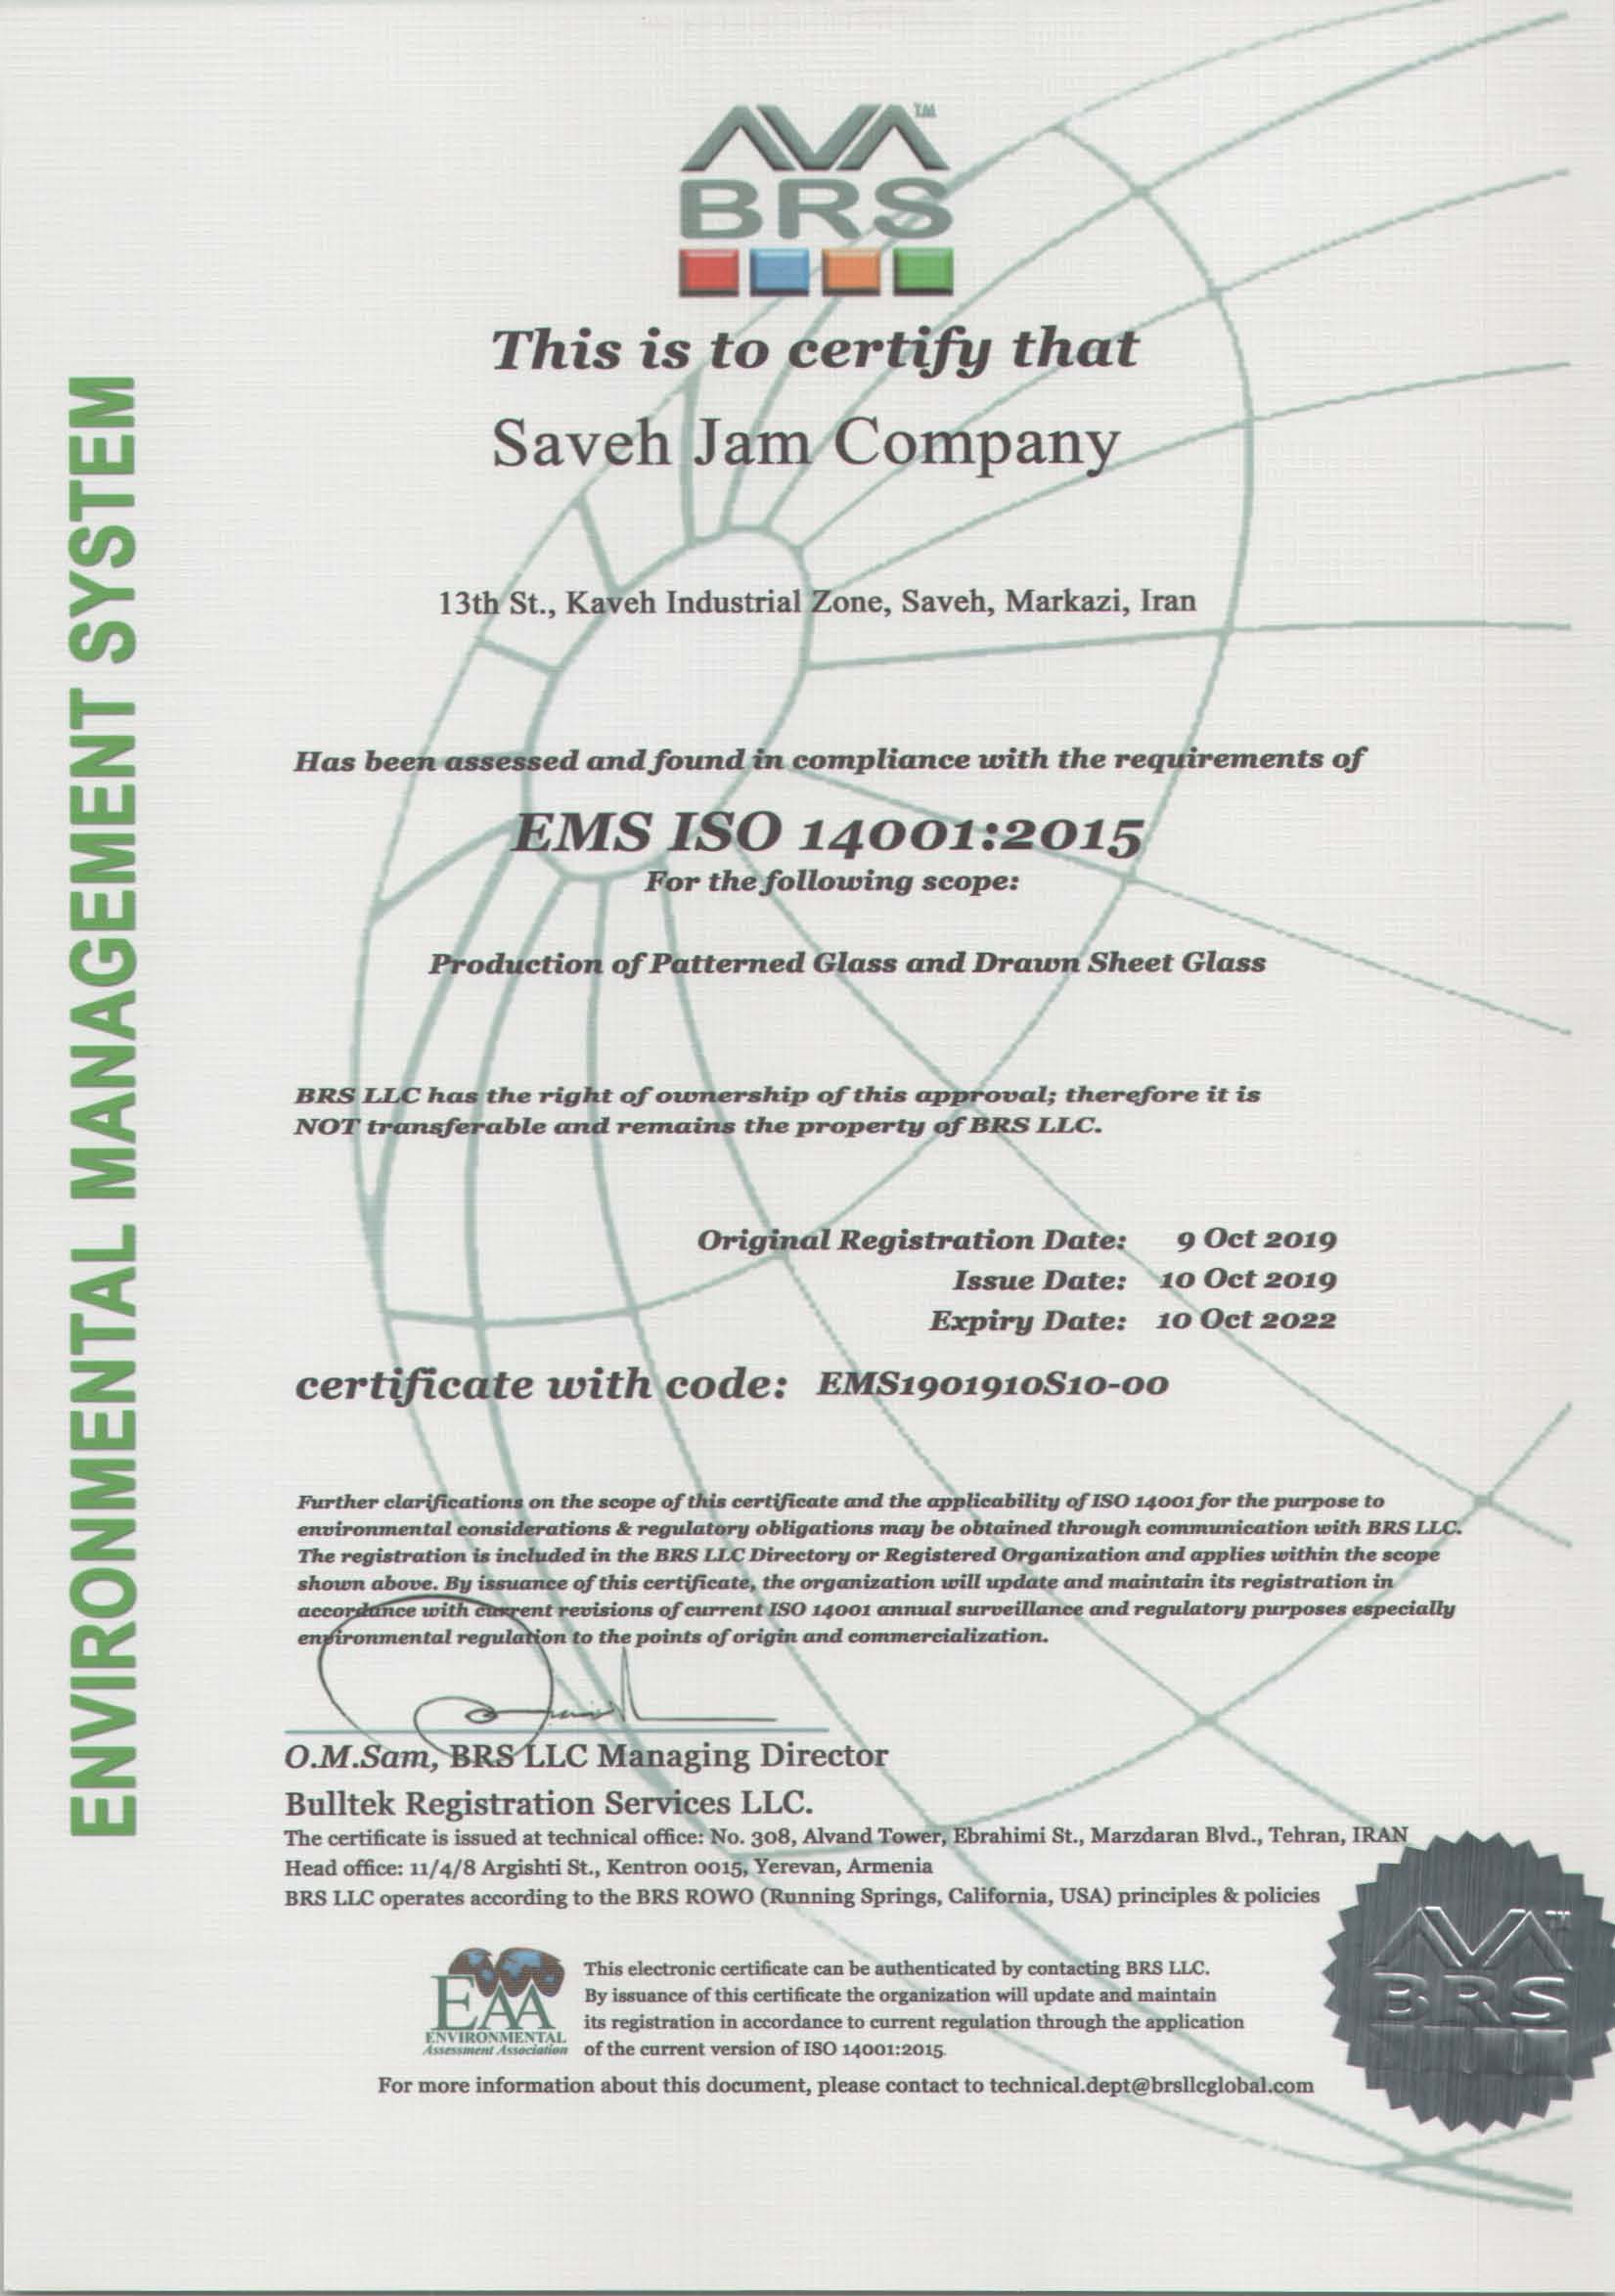 AVA™
BRS
This is to certify that
Saveh Jam Company
13th St., Kaveh Industrial Zone, Saveh, Markazi, Iran
Has been assessed and found in compliance with the requirements of
EMS ISO 14001:2015
For the following scope:
Production of Patterned Glass and Drawn Sheet Glass
BRS LLC has the right of ownership of this approval; therefore it is
NOT transferable and remains the property of BRS LLC.
Original Registration Date: 9 Oct 2019
Issue Date: 10 Oct 2019
Expiry Date: 10 Oct 2022
certificate with code: EMS1901910S10-00
Further clarifications on the scope of this certificate and the applicability of ISO 14001 for the purpose to
environmental considerations & regulatory obligations may be obtained through communication with BRS LLC.
The registration is included in the BRS LLC Directory or Registered Organization and applies within the scope
shown above. By issuance of this certificate, the organization will update and maintain its registration in
accordance with current revisions of current ISO 14001 annual surveillance and regulatory purposes especially
environmental regulation to the points of origin and commercialization.
O.M.Sam, BRS LLC Managing Director
Bulltek Registration Services LLC.
The certificate is issued at technical office: No. 308, Alvand Tower, Ebrahimi St., Marzdaran Blvd., Tehran, IRAN
Head office: 11/4/8 Argishti St., Kentron 0015, Yerevan, Armenia
BRS LLC operates according to the BRS ROWO (Running Springs, California, USA) principles & policies
EAA
ENVIRONMENTAL
Assessment Association
This electronic certificate can be authenticated by contacting BRS LLC.
By issuance of this certificate the organization will update and maintain
its registration in accordance to current regulation through the application
of the current version of ISO 14001:2015.
For more information about this document, please contact to technical.dept@brsllcglobal.com
AVA™
BRS
ENVIRONMENTAL MANAGEMENT SYSTEM